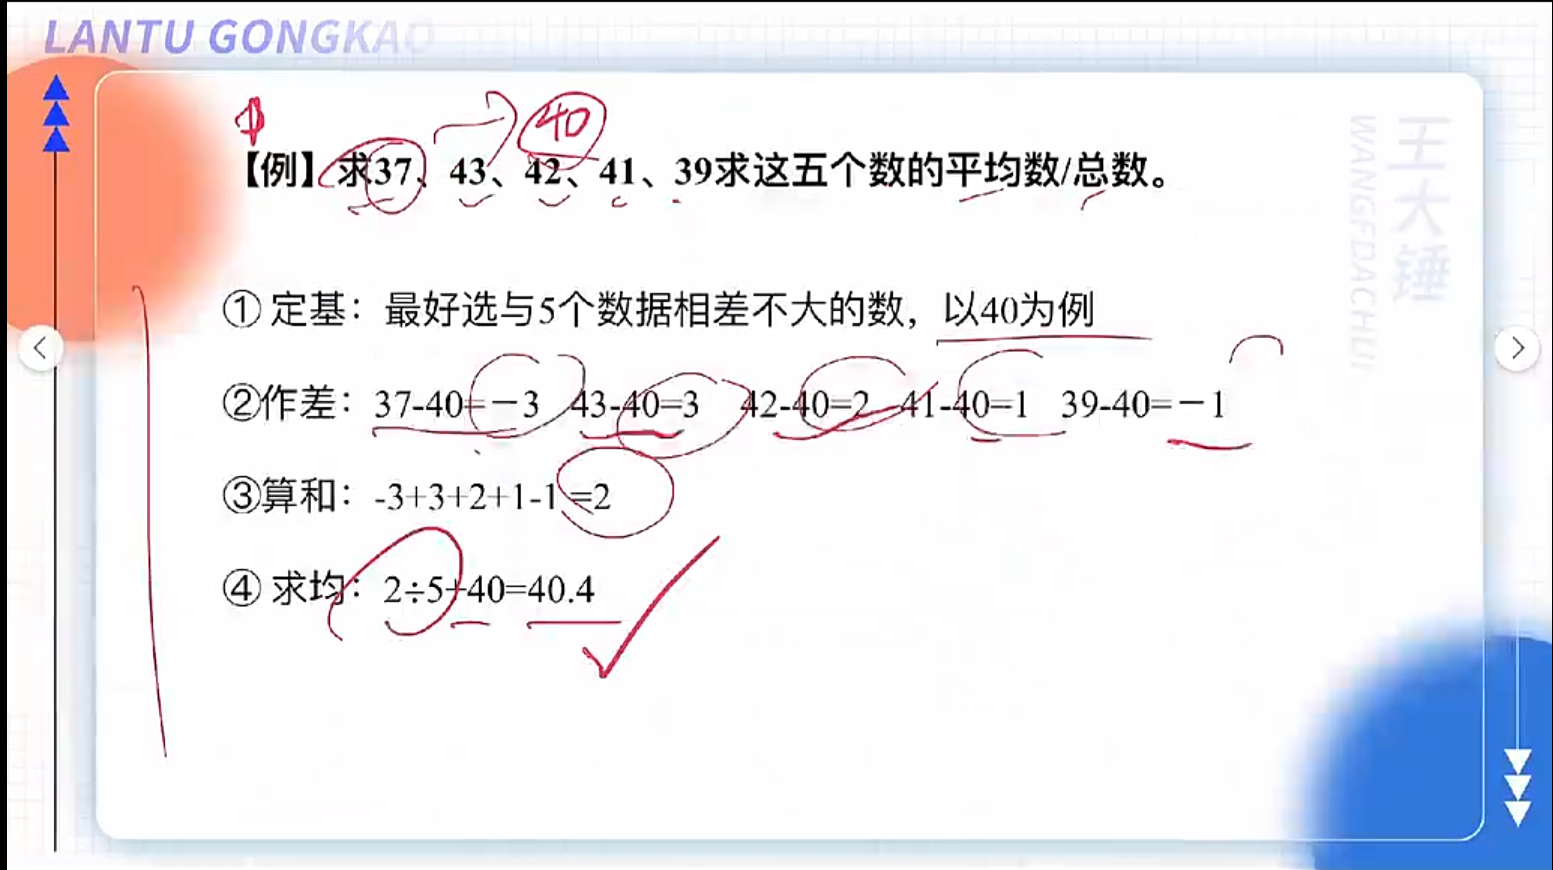 LANTU GONGKAO
40
【例】求37、43、42、41、39求这五个数的平均数/总数。
王大锤
WANGFDACHUI
① 定基：最好选与5个数据相差不大的数，以40为例
②作差：37-40=－3 43-40=3 42-40=2 41-40=1 39-40=－1
③算和：-3+3+2+1-1 =2
④ 求均：2÷5+40=40.4